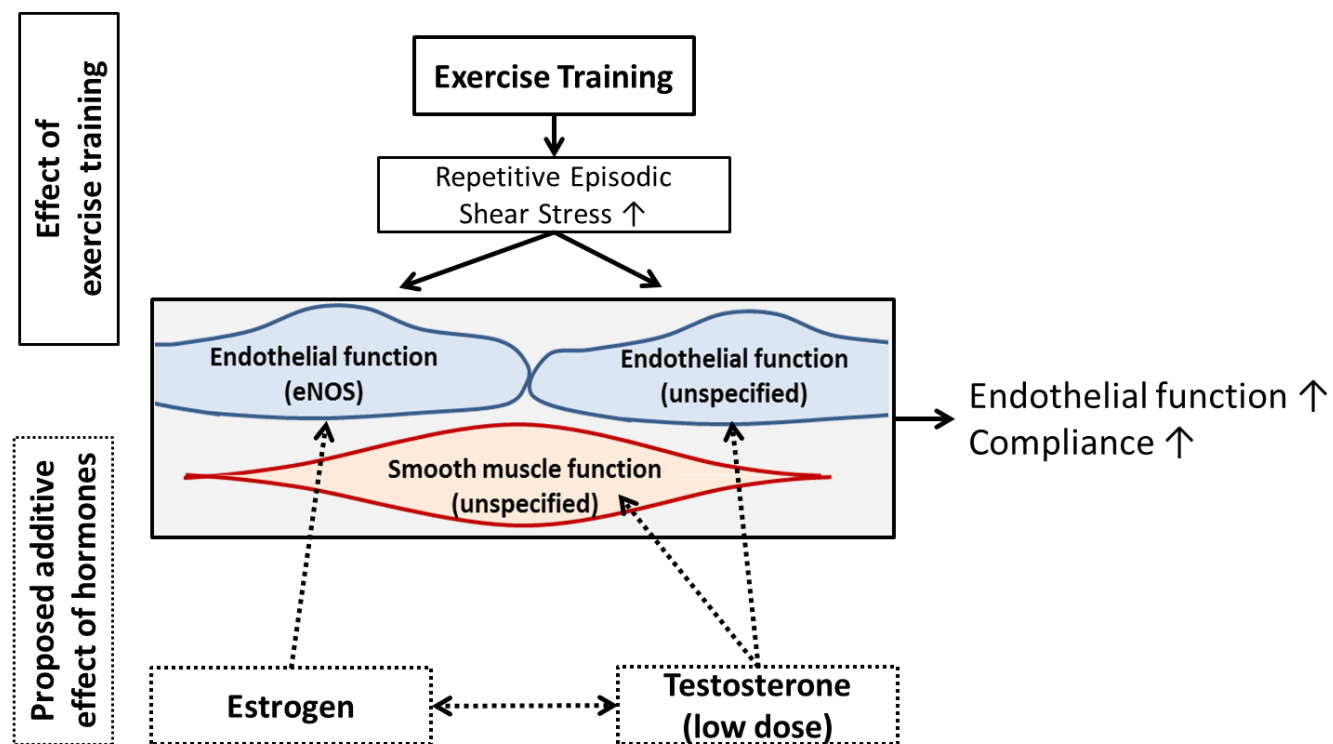 Effect of
exercise training
Exercise Training
Repetitive Episodic
Shear Stress ↑
Endothelial function
(eNOS)
Endothelial function
(unspecified)
Smooth muscle function
(unspecified)
Endothelial function ↑
Compliance ↑
Proposed additive
effect of hormones
Estrogen
Testosterone
(low dose)